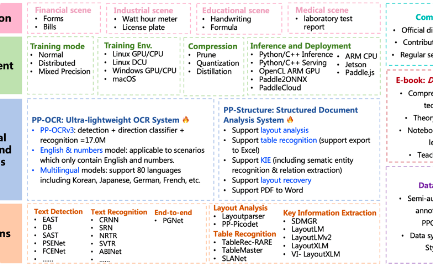 Financial scene
Forms
Bills
Industrial scene
Watt hour meter
License plate
Educational scene
Handwriting
Formula
Medical scene
laboratory test
report
Training mode
Normal
Distributed
Mixed Precision
Training Env.
Linux GPU/CPU
Linux DCU
Windows GPU/CPU
macOS
Compression
Prune
Quantization
Distillation
Inference and Deployment
Python/C++ Inference
Python/C++ Serving
OpenCL ARM GPU
Paddle2ONNX
PaddleCloud
ARM CPU
Jetson
Paddle.js
PP-OCR: Ultra-lightweight OCR System
PP-OCRv3: detection + direction classifier +
recognition =17.0M
English & numbers model: applicable to scenarios
which only contain English and numbers.
Multilingual models: support 80 languages
including Korean, Japanese, German, French, etc.
PP-Structure: Structured Document
Analysis System
Support layout analysis
Support table recognition (support export
to Excel)
Support KIE (including sematic entity
recognition & relation extraction)
Support layout recovery
Support PDF to Word
Text Detection
EAST
DB
SAST
PSENet
FCENet
Text Recognition
CRNN
SRN
NRTR
SVTR
ABINet
End-to-end
PGNet
Layout Analysis
Layoutparser
PP-Picodet
Table Recognition
TableRec-RARE
TableMaster
SLANet
Key Information Extraction
SDMGR
LayoutLM
LayoutLMv2
LayoutXLM
VI- LayoutXLM
Official di
Contribut
Regular se
E-book: D
Compre
tec
Theory
Notebo
le
Teac
Data
Semi-au
anno
PPO
Data sy
Sty